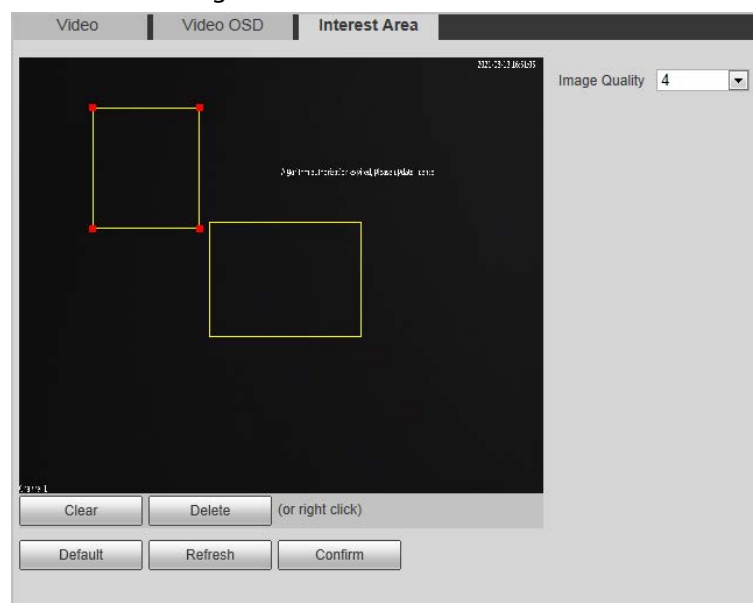 Video Video OSD Interest Area
Image Quality 4
Clear Delete (or right click)
Default Refresh Confirm